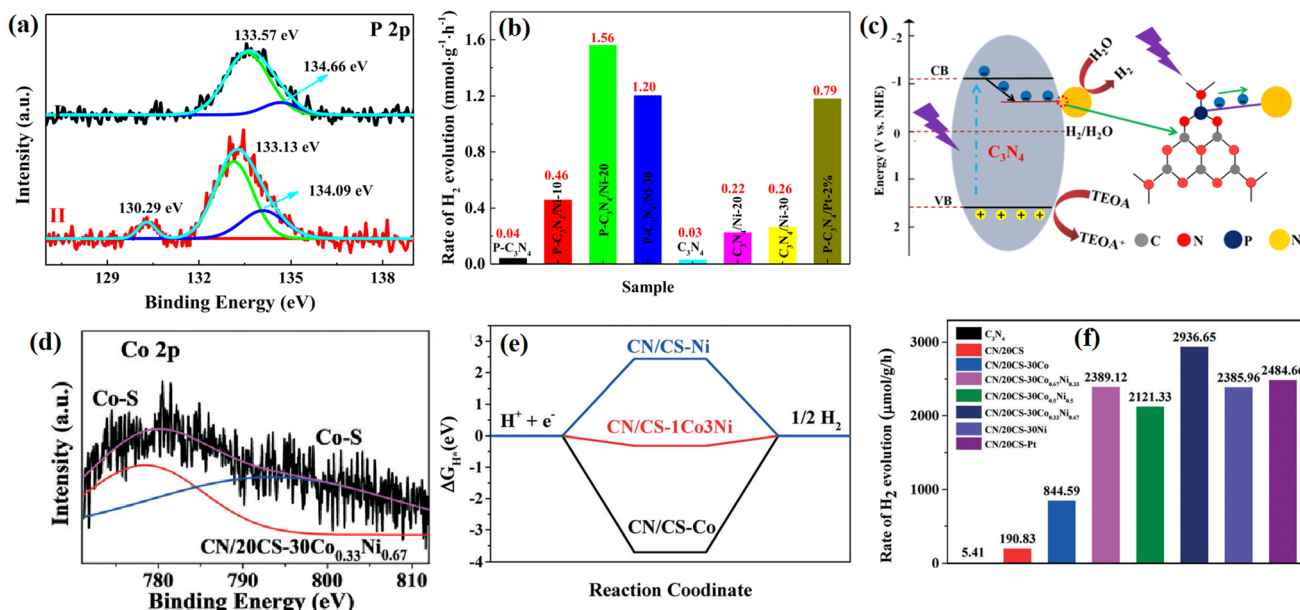 (a)
P 2p
133.57 eV
134.66 eV
I
133.13 eV
134.09 eV
130.29 eV
II
Intensity (a.u.)
129 132 135 138
Binding Energy (eV)
(b)
Rate of H₂ evolution (mmol·g⁻¹·h⁻¹)
1.6
1.2
0.8
0.4
0.0
0.04
0.46
1.56
1.20
0.03
0.22
0.26
0.79
P-C₃N₄
P-C₃N₄/Ni-10
P-C₃N₄/Ni-20
P-C₃N₄/Ni-30
C₃N₄
C₃N₄/Ni-20
C₃N₄/Ni-30
P-C₃N₄/Pt-2%
Sample
(c)
Energy (V vs. NHE)
-2
-1
0
1
2
CB
VB
H₂O
H₂
H₂/H₂O
C₃N₄
TEOA
TEOA⁺
C N P N
(d)
Co 2p
Co-S
Co-S
CN/20CS-30Co₀.₃₃Ni₀.₆₇
Intensity (a.u.)
780 790 800 810
Binding Energy (eV)
(e)
ΔG_H* (eV)
3
2
1
0
-1
-2
-3
-4
CN/CS-Ni
H⁺ + e⁻
1/2 H₂
CN/CS-1Co3Ni
CN/CS-Co
Reaction Coodinate
(f)
Rate of H₂ evolution (μmol/g/h)
3000
2000
1000
0
C₃N₄
CN/20CS
CN/20CS-30Co
CN/20CS-30Co₀.₆₇Ni₀.₃₃
CN/20CS-30Co₀.₅Ni₀.₅
CN/20CS-30Co₀.₃₃Ni₀.₆₇
CN/20CS-30Ni
CN/20CS-Pt
5.41
190.83
844.59
2389.12
2121.33
2936.65
2385.96
2484.66